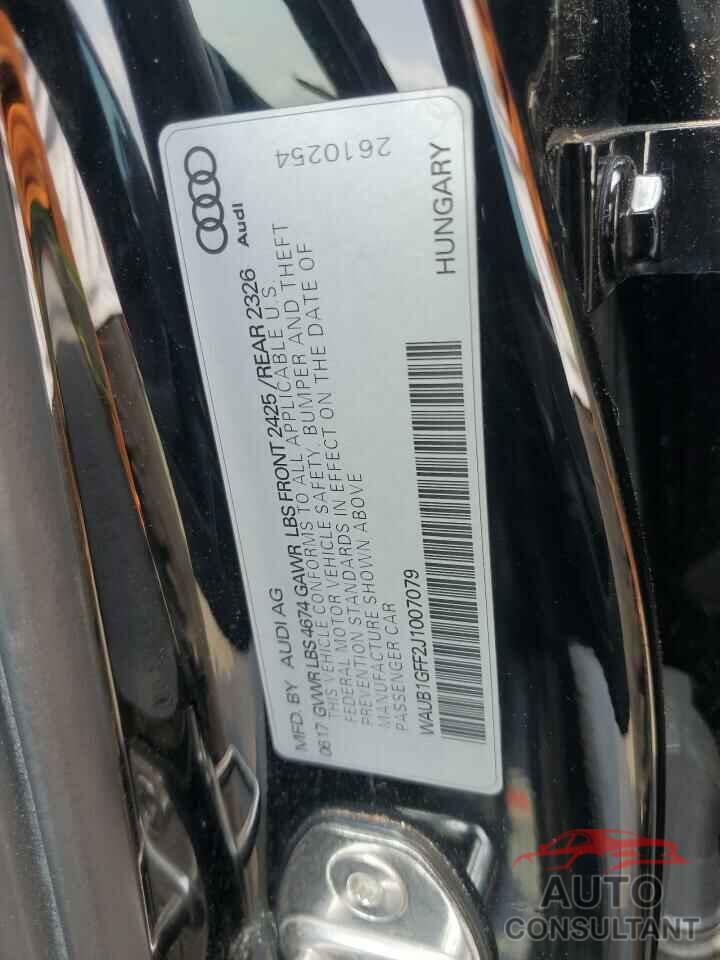 MFD. BY AUDI AG
0617 GVWR LBS 4674 GAWR LBS FRONT 2425 / REAR 2326
THIS VEHICLE CONFORMS TO ALL APPLICABLE U.S.
FEDERAL MOTOR VEHICLE SAFETY, BUMPER AND THEFT
PREVENTION STANDARDS IN EFFECT ON THE DATE OF
MANUFACTURE SHOWN ABOVE
PASSENGER CAR
WAUB1GFF2J1007079
HUNGARY
Audi
2610254
AUTO
CONSULTANT